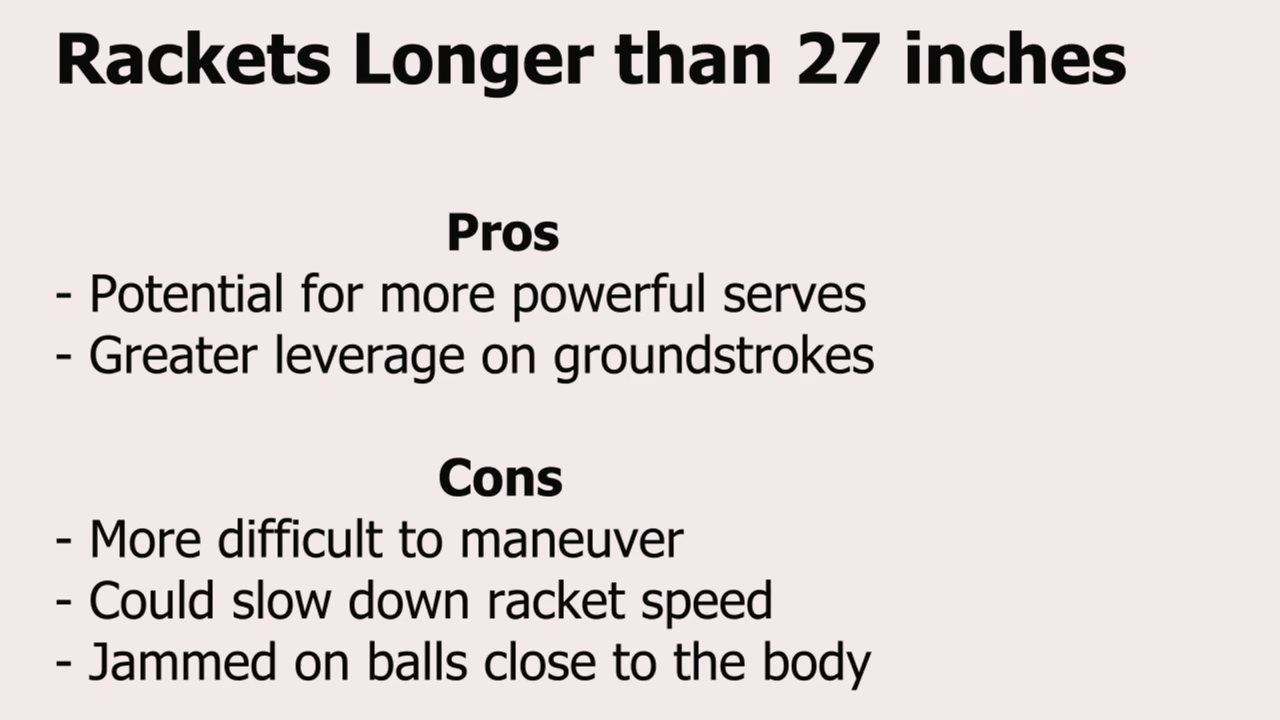 Rackets Longer than 27 inches
Pros
- Potential for more powerful serves
- Greater leverage on groundstrokes
Cons
- More difficult to maneuver
- Could slow down racket speed
- Jammed on balls close to the body